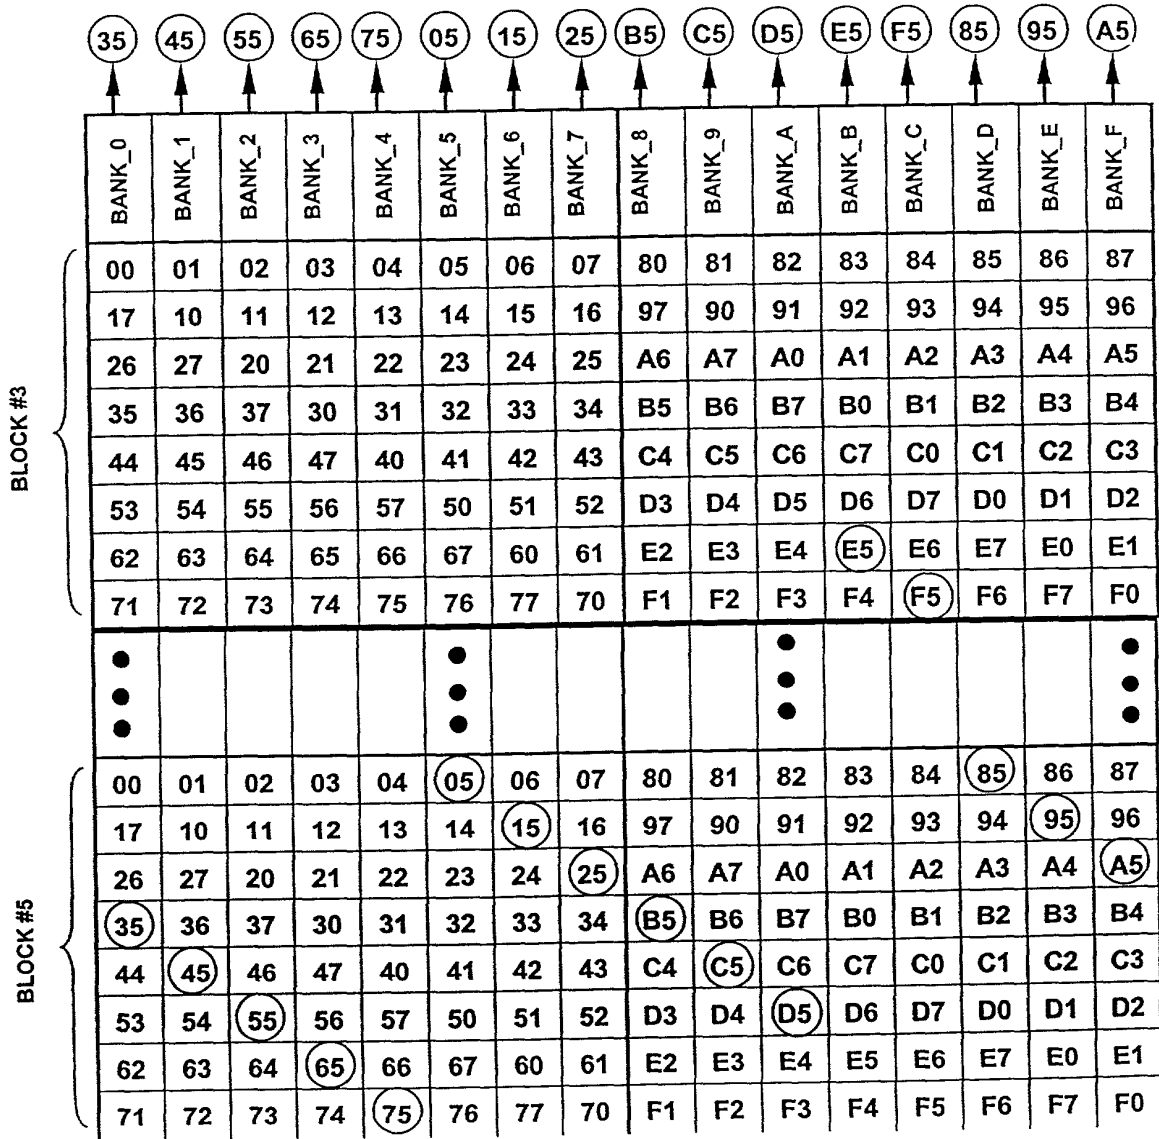 35 45 55 65 75 05 15 25 B5 C5 D5 E5 F5 85 95 A5
BANK_0 BANK_1 BANK_2 BANK_3 BANK_4 BANK_5 BANK_6 BANK_7 BANK_8 BANK_9 BANK_A BANK_B BANK_C BANK_D BANK_E BANK_F
BLOCK #3
00 01 02 03 04 05 06 07 80 81 82 83 84 85 86 87
17 10 11 12 13 14 15 16 97 90 91 92 93 94 95 96
26 27 20 21 22 23 24 25 A6 A7 A0 A1 A2 A3 A4 A5
35 36 37 30 31 32 33 34 B5 B6 B7 B0 B1 B2 B3 B4
44 45 46 47 40 41 42 43 C4 C5 C6 C7 C0 C1 C2 C3
53 54 55 56 57 50 51 52 D3 D4 D5 D6 D7 D0 D1 D2
62 63 64 65 66 67 60 61 E2 E3 E4 E5 E6 E7 E0 E1
71 72 73 74 75 76 77 70 F1 F2 F3 F4 F5 F6 F7 F0
BLOCK #5
00 01 02 03 04 05 06 07 80 81 82 83 84 85 86 87
17 10 11 12 13 14 15 16 97 90 91 92 93 94 95 96
26 27 20 21 22 23 24 25 A6 A7 A0 A1 A2 A3 A4 A5
35 36 37 30 31 32 33 34 B5 B6 B7 B0 B1 B2 B3 B4
44 45 46 47 40 41 42 43 C4 C5 C6 C7 C0 C1 C2 C3
53 54 55 56 57 50 51 52 D3 D4 D5 D6 D7 D0 D1 D2
62 63 64 65 66 67 60 61 E2 E3 E4 E5 E6 E7 E0 E1
71 72 73 74 75 76 77 70 F1 F2 F3 F4 F5 F6 F7 F0